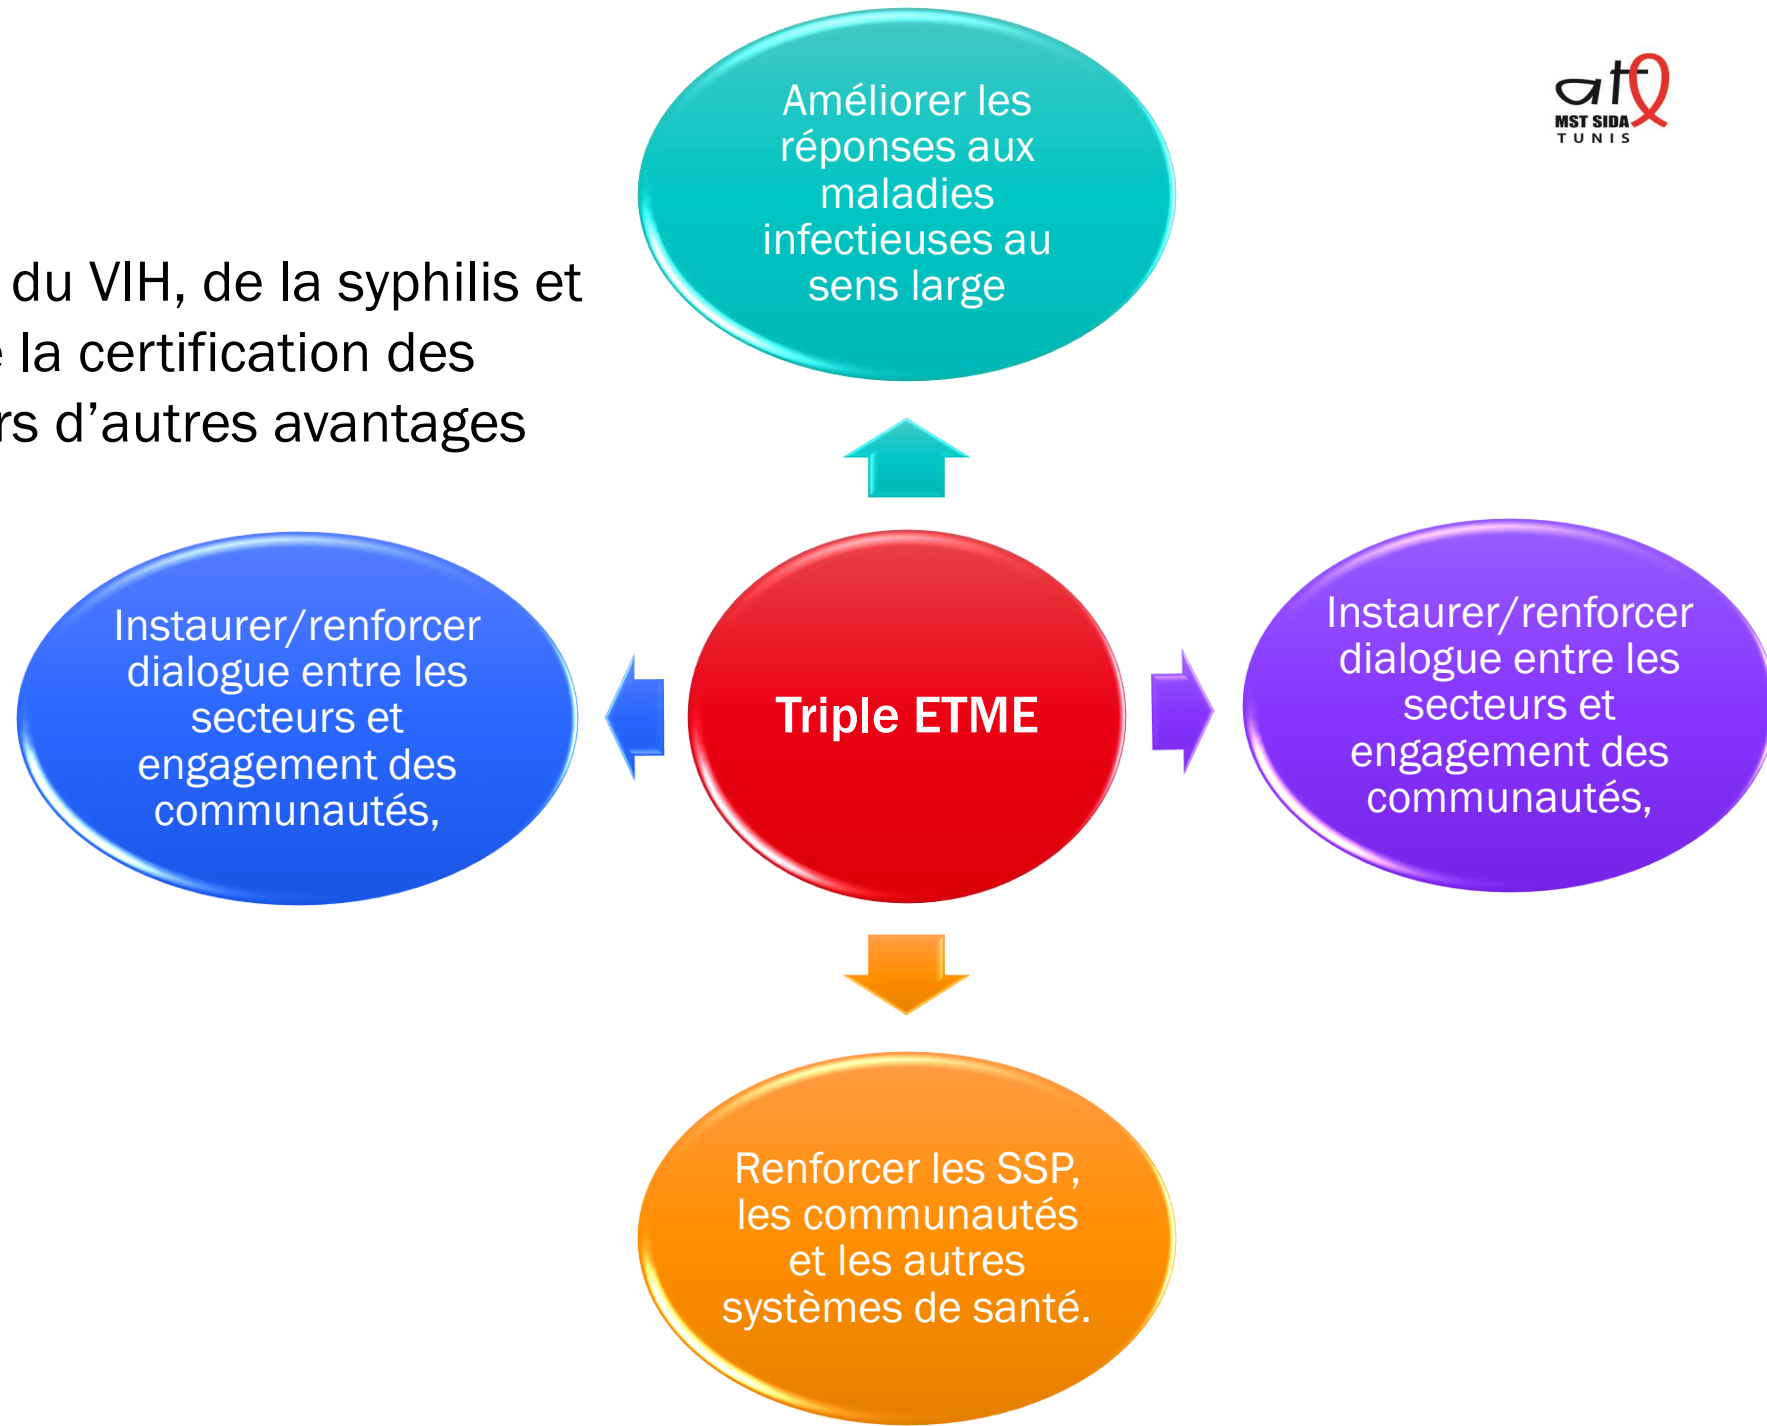 Améliorer les
réponses aux
maladies
infectieuses au
sens large
atl
MST SIDA
TUNIS
du VIH, de la syphilis et
la certification des
d’autres avantages
Instaurer/renforcer
dialogue entre les
secteurs et
engagement des
communautés,
Triple ETME
Instaurer/renforcer
dialogue entre les
secteurs et
engagement des
communautés,
Renforcer les SSP,
les communautés
et les autres
systèmes de santé.